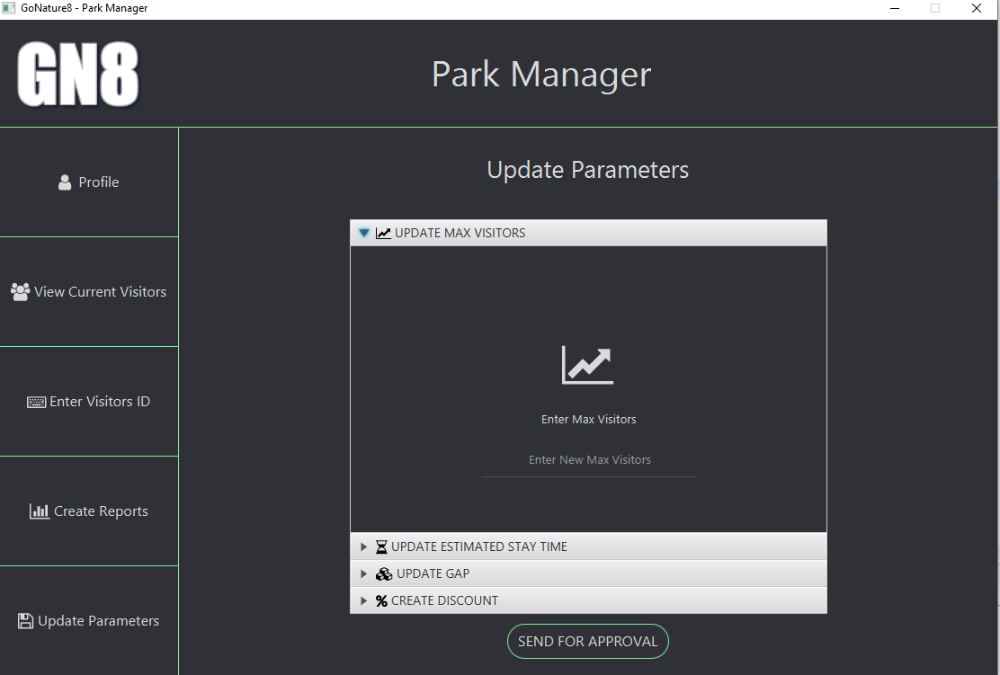 GoNature8 - Park Manager
GN8
Park Manager
Profile
View Current Visitors
Enter Visitors ID
Create Reports
Update Parameters
Update Parameters
UPDATE MAX VISITORS
Enter Max Visitors
Enter New Max Visitors
UPDATE ESTIMATED STAY TIME
UPDATE GAP
% CREATE DISCOUNT
SEND FOR APPROVAL